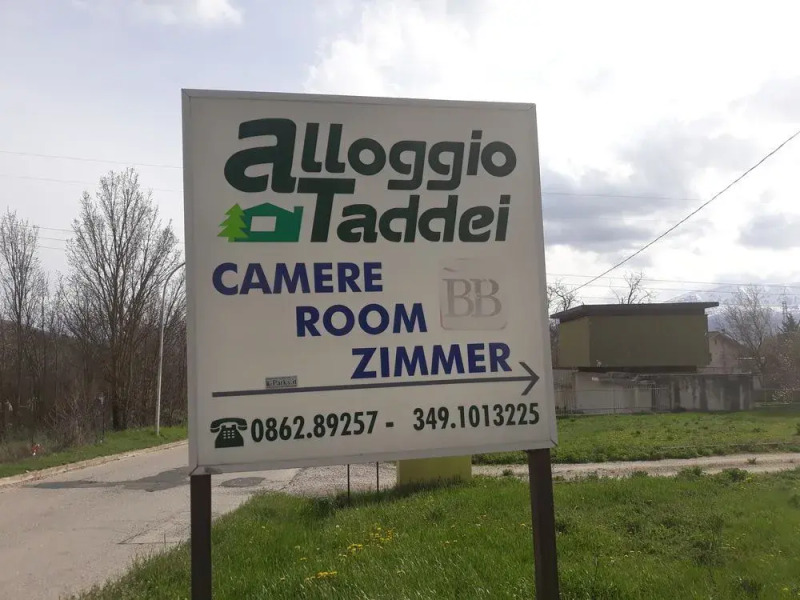 alloggio
Taddei
CAMERE
BB
ROOM
ZIMMER
0862.89257 - 349.1013225